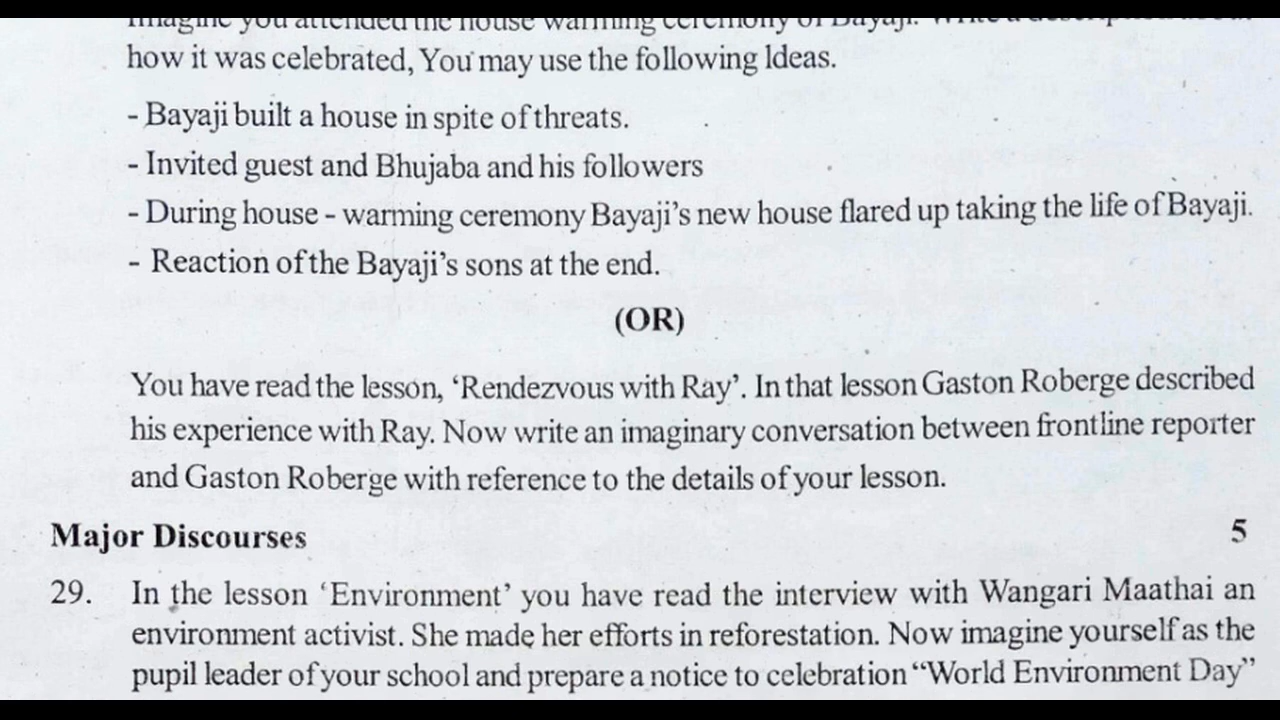 Imagine you attended the house warming ceremony of Bayaji. Write a description about
how it was celebrated, You may use the following Ideas.
- Bayaji built a house in spite of threats.
- Invited guest and Bhujaba and his followers
- During house - warming ceremony Bayaji's new house flared up taking the life of Bayaji.
- Reaction of the Bayaji's sons at the end.
(OR)
You have read the lesson, ‘Rendezvous with Ray’. In that lesson Gaston Roberge described
his experience with Ray. Now write an imaginary conversation between frontline reporter
and Gaston Roberge with reference to the details of your lesson.
Major Discourses 5
29. In the lesson ‘Environment’ you have read the interview with Wangari Maathai an
environment activist. She made her efforts in reforestation. Now imagine yourself as the
pupil leader of your school and prepare a notice to celebration “World Environment Day”